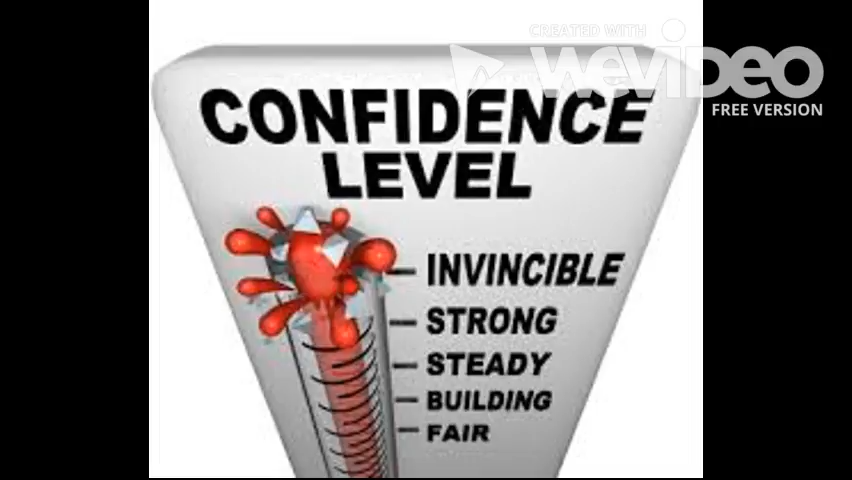 CREATED WITH
WEVIDEO
FREE VERSION
CONFIDENCE
LEVEL
INVINCIBLE
STRONG
STEADY
BUILDING
FAIR